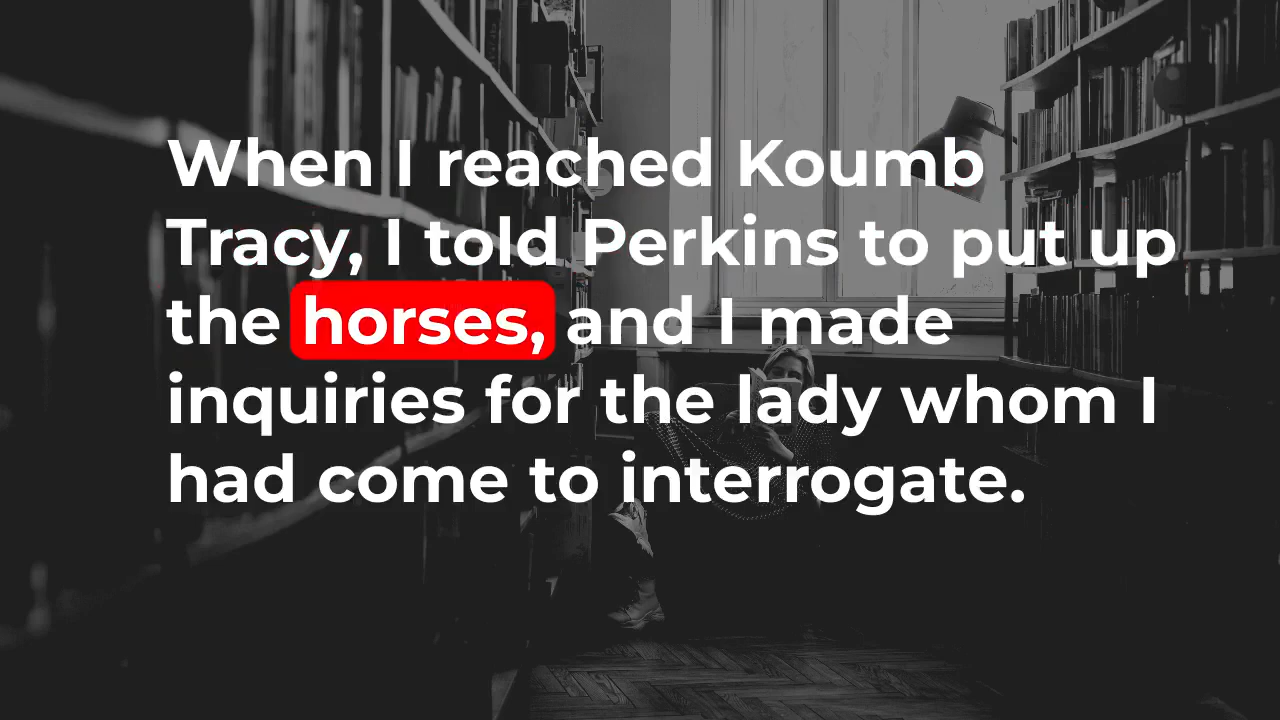 When I reached Koumb
Tracy, I told Perkins to put up
the horses, and I made
inquiries for the lady whom I
had come to interrogate.